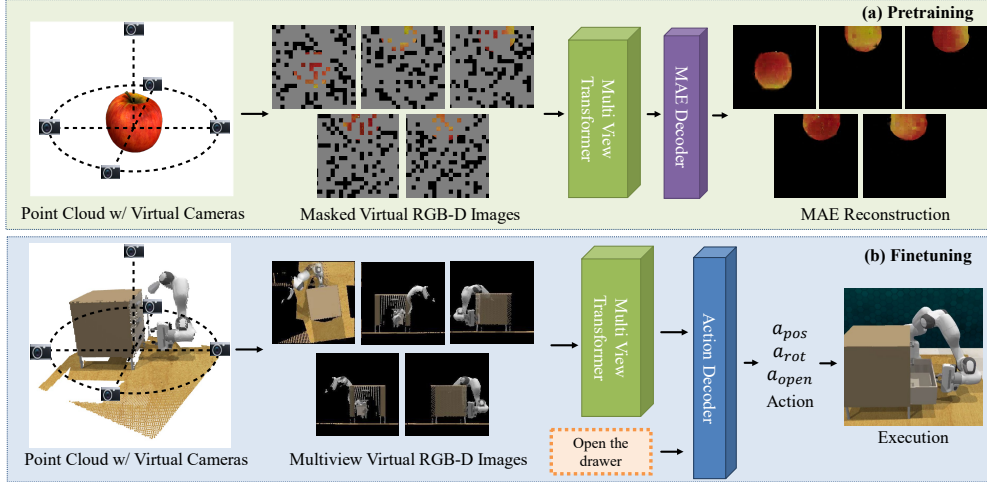 (a) Pretraining
Multi View
Transformer
MAE Decoder
Point Cloud w/ Virtual Cameras
Masked Virtual RGB-D Images
MAE Reconstruction
(b) Finetuning
Multi View
Transformer
Action Decoder
a_pos
a_rot
a_open
Action
Open the
drawer
Execution
Point Cloud w/ Virtual Cameras
Multiview Virtual RGB-D Images